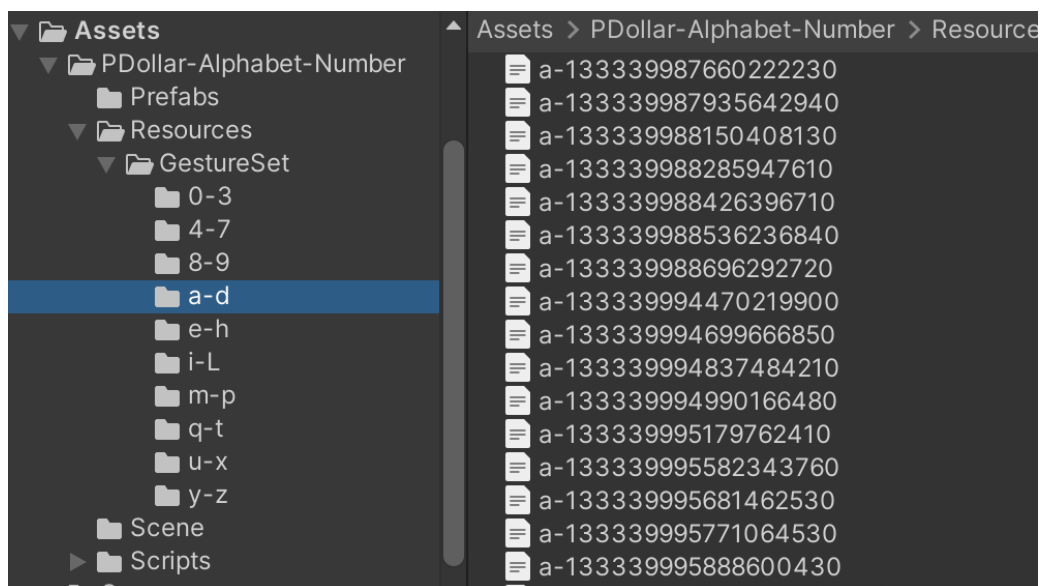 Assets
PDollar-Alphabet-Number
Prefabs
Resources
GestureSet
0-3
4-7
8-9
a-d
e-h
i-L
m-p
q-t
u-x
y-z
Scene
Scripts
Assets > PDollar-Alphabet-Number > Resource
a-133339987660222230
a-133339987935642940
a-133339988150408130
a-133339988285947610
a-133339988426396710
a-133339988536236840
a-133339988696292720
a-133339994470219900
a-133339994699666850
a-133339994837484210
a-133339994990166480
a-133339995179762410
a-133339995582343760
a-133339995681462530
a-133339995771064530
a-133339995888600430